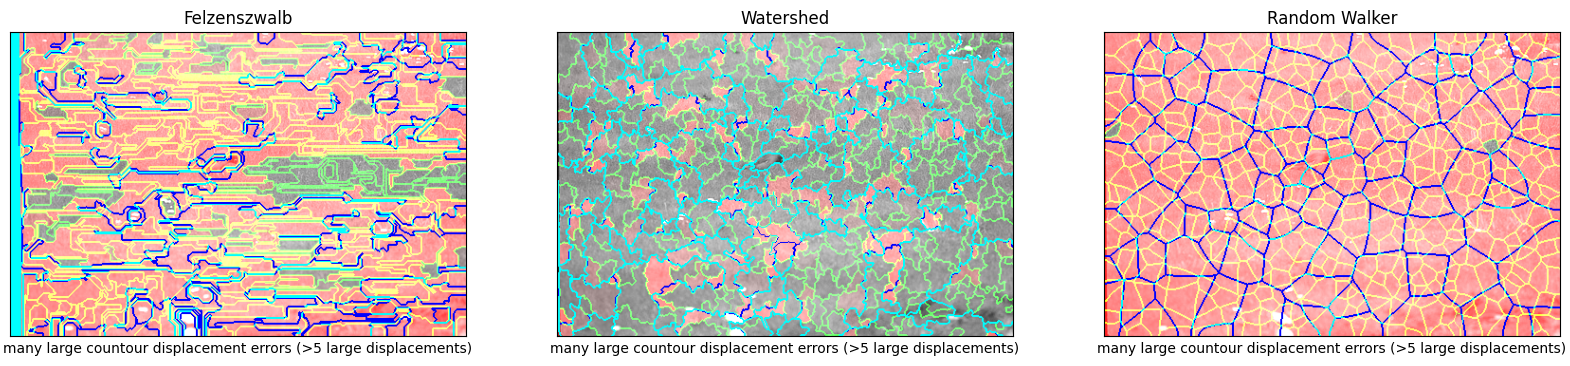 Felzenszwalb
Watershed
Random Walker
many large countour displacement errors (>5 large displacements)
many large countour displacement errors (>5 large displacements)
many large countour displacement errors (>5 large displacements)